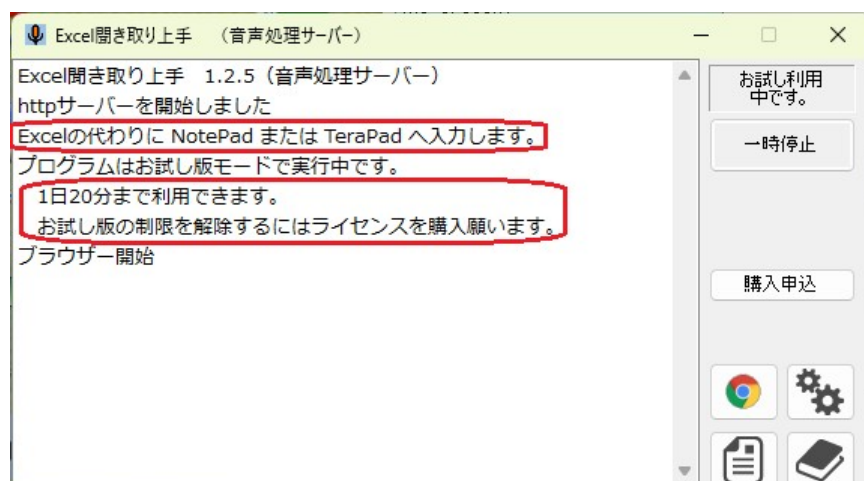 Excel聞き取り上手　（音声処理サーバー）
Excel聞き取り上手　1.2.5（音声処理サーバー）
httpサーバーを開始しました
Excelの代わりに NotePad または TeraPad へ入力します。
プログラムはお試し版モードで実行中です。
1日20分まで利用できます。
お試し版の制限を解除するにはライセンスを購入願います。
ブラウザー開始
お試し利用
中です。
一時停止
購入申込